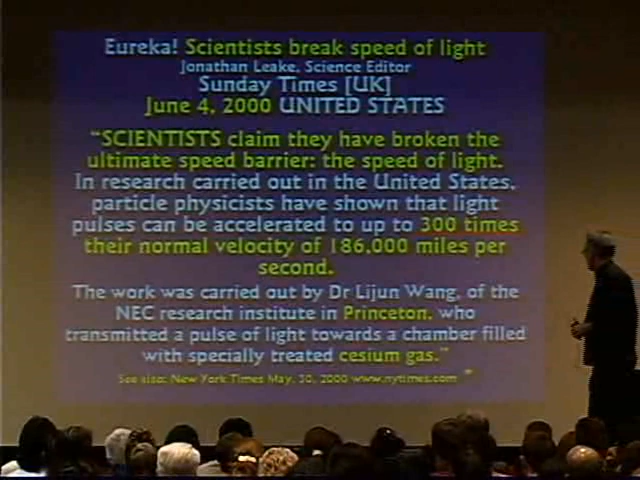 Eureka! Scientists break speed of light
Jonathan Leake, Science Editor
Sunday Times [UK]
June 4, 2000 UNITED STATES
"SCIENTISTS claim they have broken the
ultimate speed barrier: the speed of light.
In research carried out in the United States,
particle physicists have shown that light
pulses can be accelerated to up to 300 times
their normal velocity of 186,000 miles per
second.
The work was carried out by Dr Lijun Wang, of the
NEC research institute in Princeton, who
transmitted a pulse of light towards a chamber filled
with specially treated cesium gas."
See also: New York Times May, 30, 2000 www.nytimes.com "